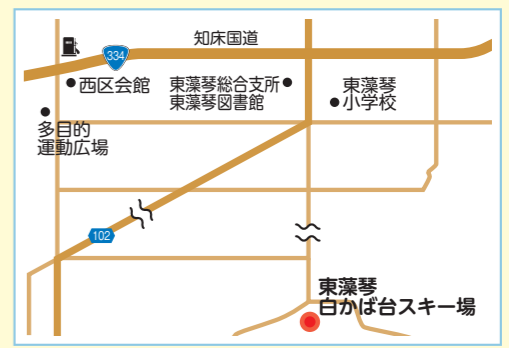 知床国道
334
西区会館
東藻琴総合支所
東藻琴図書館
東藻琴
小学校
多目的
運動広場
102
東藻琴
白かば台スキー場